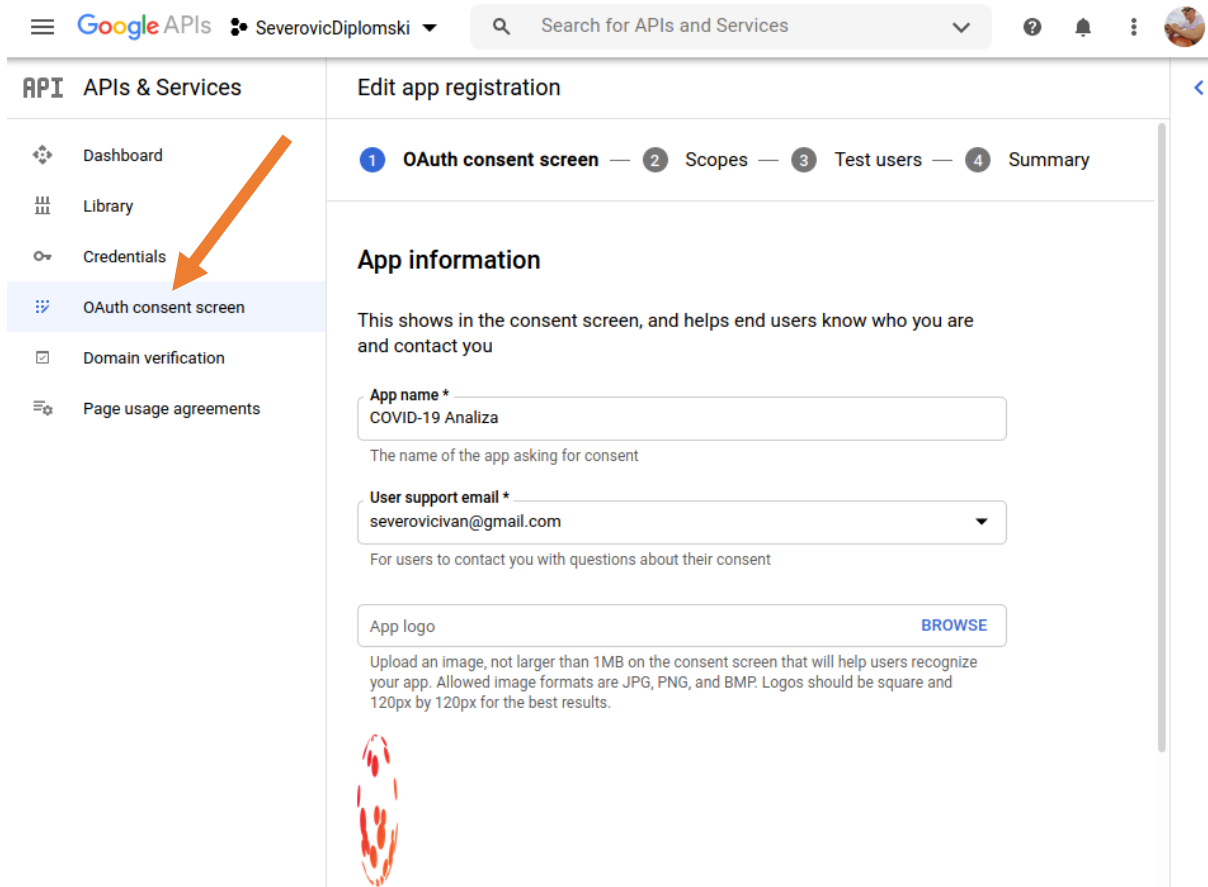 Google APIs SeverovicDiplomski Search for APIs and Services
API APIs & Services
Edit app registration
Dashboard
Library
Credentials
OAuth consent screen
Domain verification
Page usage agreements
1 OAuth consent screen — 2 Scopes — 3 Test users — 4 Summary
App information
This shows in the consent screen, and helps end users know who you are
and contact you
App name *
COVID-19 Analiza
The name of the app asking for consent
User support email *
severovicivan@gmail.com
For users to contact you with questions about their consent
App logo BROWSE
Upload an image, not larger than 1MB on the consent screen that will help users recognize
your app. Allowed image formats are JPG, PNG, and BMP. Logos should be square and
120px by 120px for the best results.